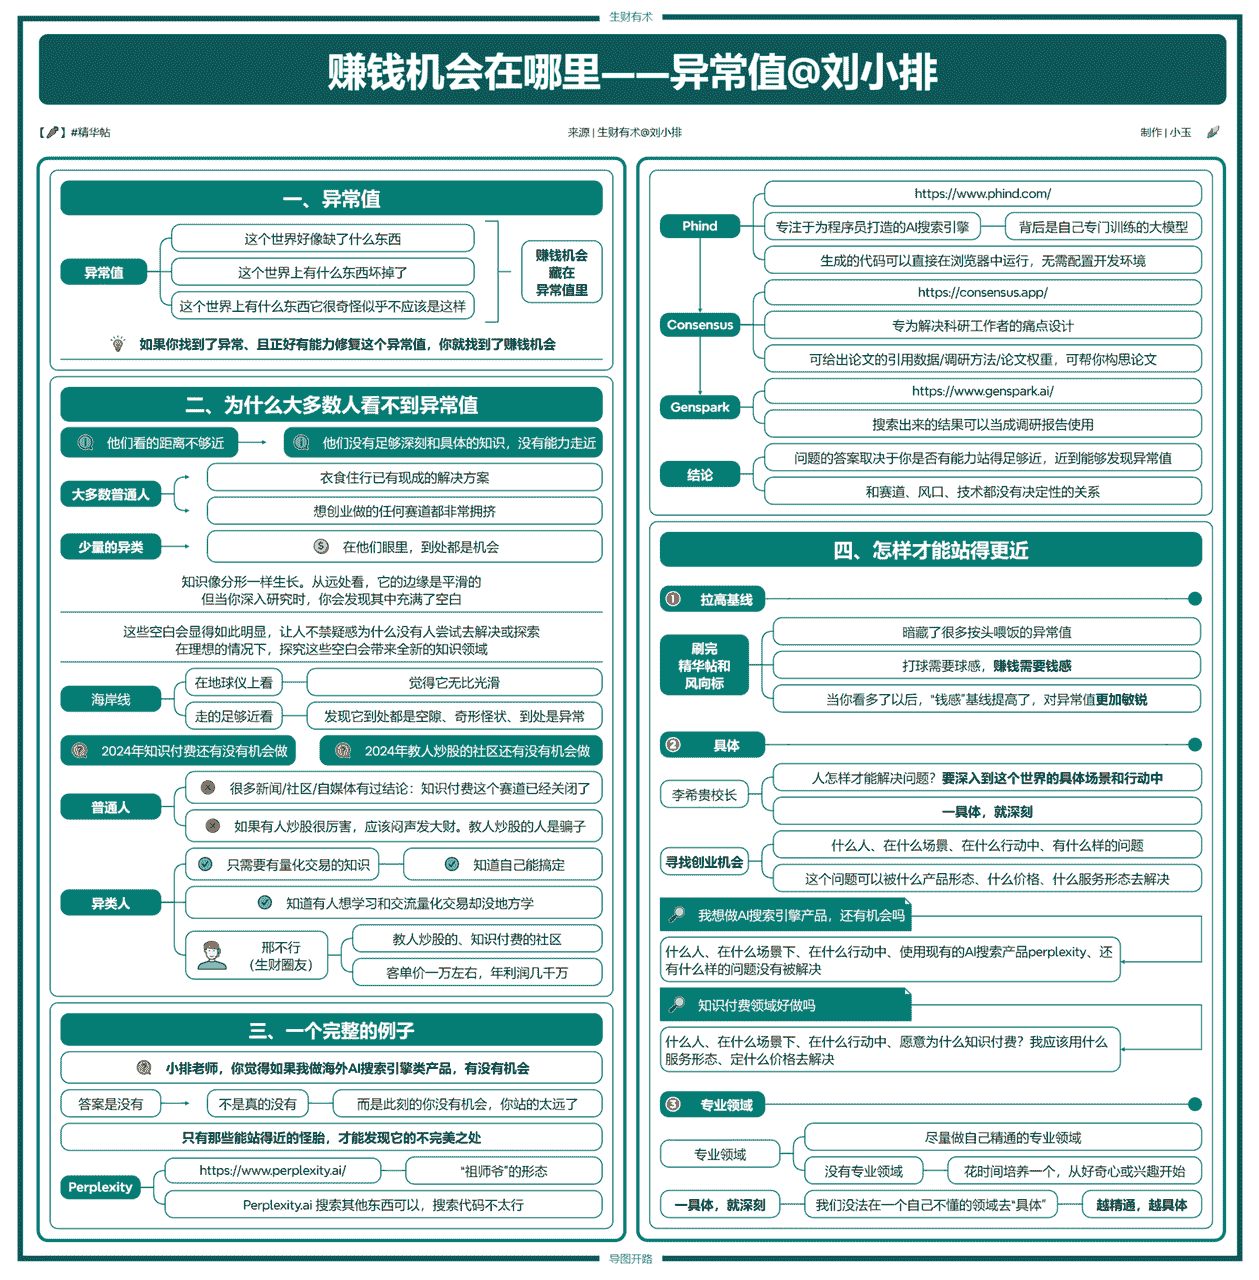 生财有术
赚钱机会在哪里——异常值@刘小排
【】#精华帖
来源 | 生财有术@刘小排
制作 | 小玉
一、异常值
异常值
这个世界好像缺了什么东西
这个世界上有什么东西坏掉了
这个世界上有什么东西它很奇怪似乎不应该是这样
赚钱机会
藏在
异常值里
如果你找到了异常、且正好有能力修复这个异常值，你就找到了赚钱机会
二、为什么大多数人看不到异常值
他们看的距离不够近
他们没有足够深刻和具体的知识，没有能力走近
大多数普通人
衣食住行已有现成的解决方案
想创业做的任何赛道都非常拥挤
少量的异类
在他们眼里，到处都是机会
知识像分形一样生长。从远处看，它的边缘是平滑的
但当你深入研究时，你会发现其中充满了空白
这些空白会显得如此明显，让人不禁疑惑为什么没有人尝试去解决或探索
在理想的情况下，探究这些空白会带来全新的知识领域
海岸线
在地球仪上看
觉得它无比光滑
走的足够近看
发现它到处都是空隙、奇形怪状、到处是异常
2024年知识付费还有没有机会做
2024年教人炒股的社区还有没有机会做
普通人
很多新闻/社区/自媒体有过结论：知识付费这个赛道已经关闭了
如果有人炒股很厉害，应该闷声发大财。教人炒股的人是骗子
异类人
只需要有量化交易的知识
知道自己能搞定
知道有人想学习和交流量化交易却没地方学
邢不行
（生财圈友）
教人炒股的、知识付费的社区
客单价一万左右，年利润几千万
三、一个完整的例子
小排老师，你觉得如果我做海外AI搜索引擎类产品，有没有机会
答案是没有
不是真的没有
而是此刻的你没有机会，你站的太远了
只有那些能站得近的怪胎，才能发现它的不完美之处
Perplexity
https://www.perplexity.ai/
“祖师爷”的形态
Perplexity.ai 搜索其他东西可以，搜索代码不太行
Phind
https://www.phind.com/
专注于为程序员打造的AI搜索引擎
背后是自己专门训练的大模型
生成的代码可以直接在浏览器中运行，无需配置开发环境
Consensus
https://consensus.app/
专为解决科研工作者的痛点设计
可给出论文的引用数据/调研方法/论文权重，可帮你构思论文
Genspark
https://www.genspark.ai/
搜索出来的结果可以当成调研报告使用
结论
问题的答案取决于你是否有能力站得足够近，近到能够发现异常值
和赛道、风口、技术都没有决定性的关系
四、怎样才能站得更近
1 拉高基线
刷完
精华帖和
风向标
暗藏了很多按头喂饭的异常值
打球需要球感，赚钱需要钱感
当你看多了以后，“钱感”基线提高了，对异常值更加敏锐
2 具体
李希贵校长
人怎样才能解决问题？要深入到这个世界的具体场景和行动中
一具体，就深刻
寻找创业机会
什么人、在什么场景、在什么行动中、有什么样的问题
这个问题可以被什么产品形态、什么价格、什么服务形态去解决
我想做AI搜索引擎产品，还有机会吗
什么人、在什么场景下、在什么行动中、使用现有的AI搜索产品perplexity、还
有什么样的问题没有被解决
知识付费领域好做吗
什么人、在什么场景下、在什么行动中、愿意为什么知识付费？我应该用什么
服务形态、定什么价格去解决
3 专业领域
专业领域
尽量做自己精通的专业领域
没有专业领域
花时间培养一个，从好奇心或兴趣开始
一具体，就深刻
我们没法在一个自己不懂的领域去“具体”
越精通，越具体
导图开路